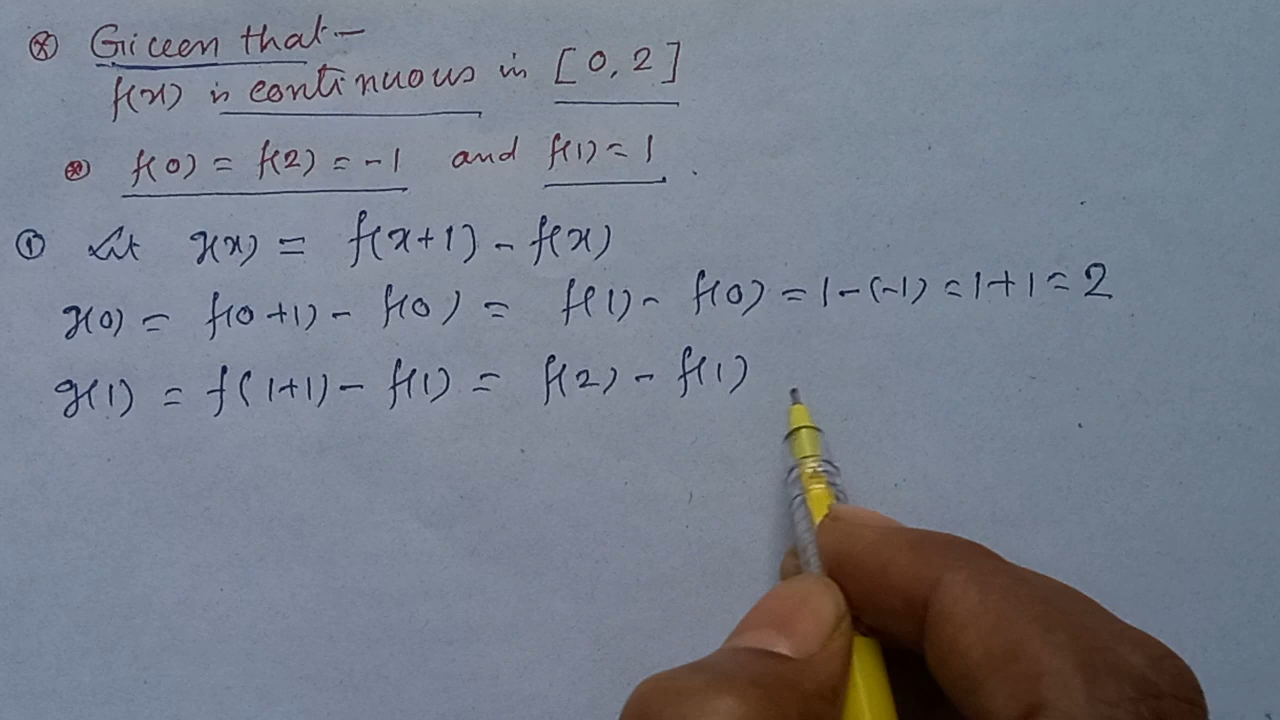 ⊗ Given that -
f(x) is continuous in [0, 2]
⊗ f(0) = f(2) = -1 and f(1) = 1.
① Let g(x) = f(x+1) - f(x)
g(0) = f(0+1) - f(0) = f(1) - f(0) = 1-(-1) = 1+1 = 2
g(1) = f(1+1) - f(1) = f(2) - f(1)